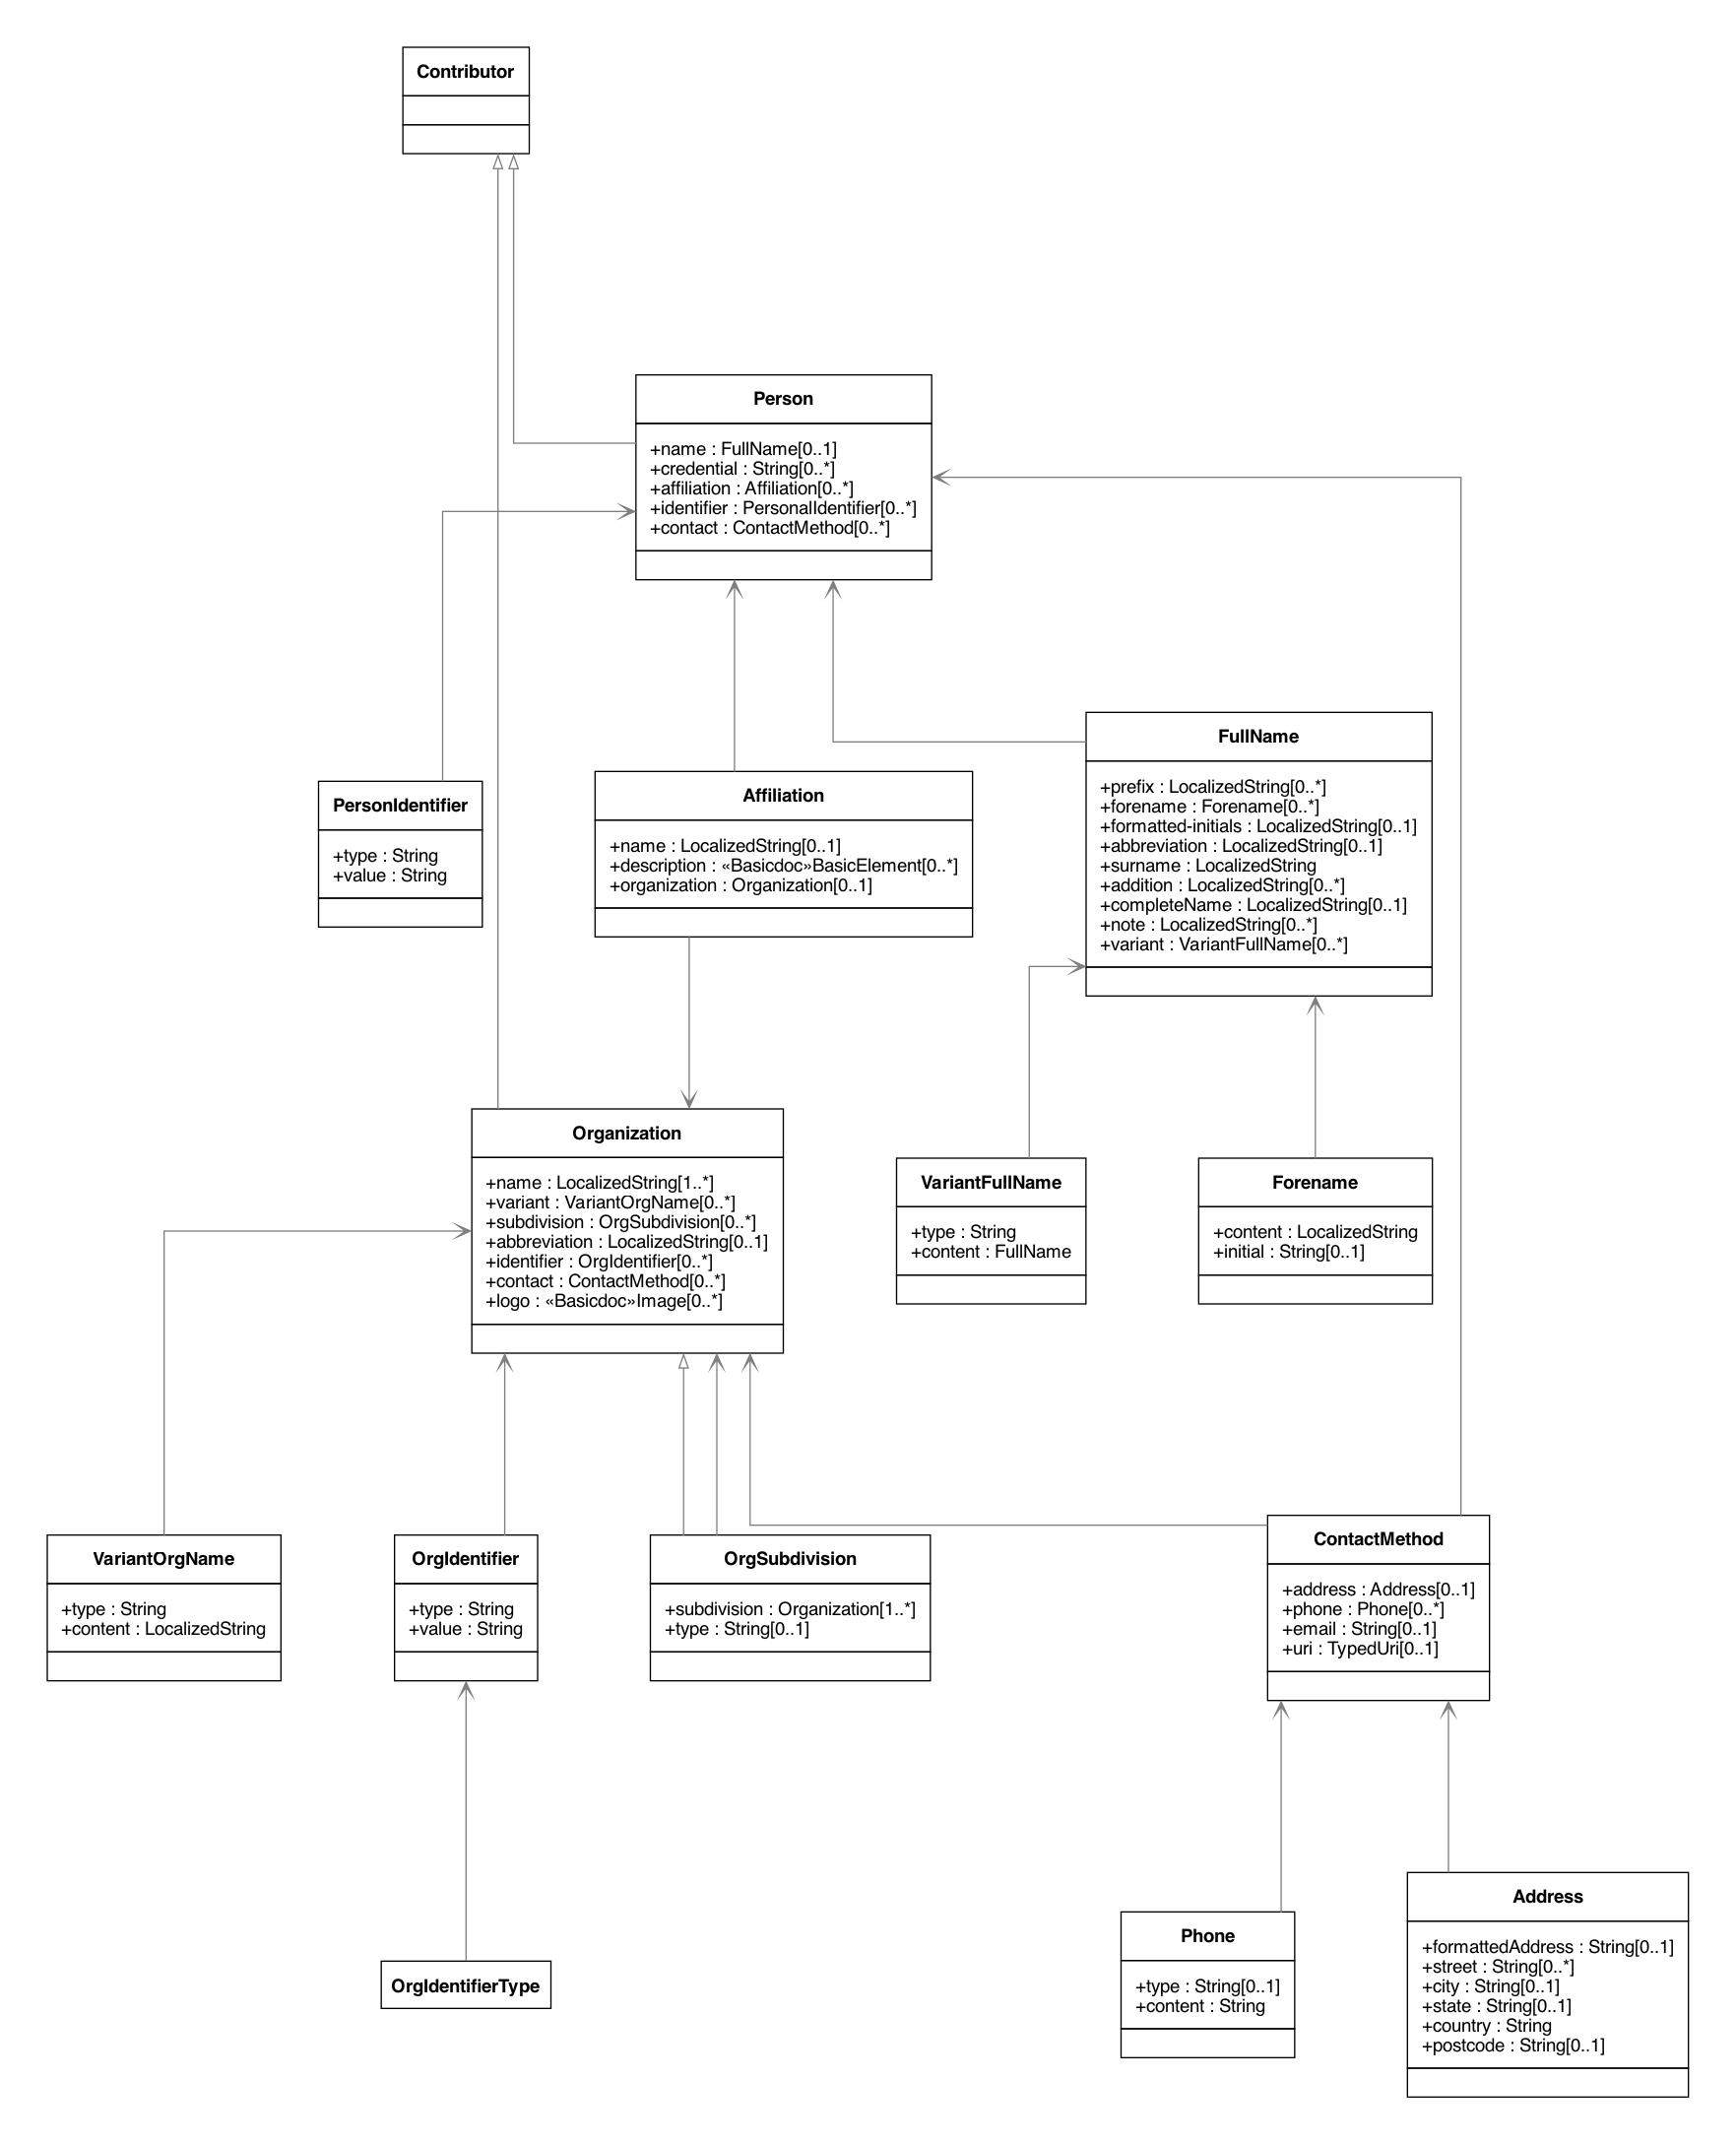 Contributor
Person
+name : FullName[0..1]
+credential : String[0..*]
+affiliation : Affiliation[0..*]
+identifier : PersonalIdentifier[0..*]
+contact : ContactMethod[0..*]
FullName
+prefix : LocalizedString[0..*]
+forename : Forename[0..*]
+formatted-initials : LocalizedString[0..1]
+abbreviation : LocalizedString[0..1]
+surname : LocalizedString
+addition : LocalizedString[0..*]
+completeName : LocalizedString[0..1]
+note : LocalizedString[0..*]
+variant : VariantFullName[0..*]
PersonIdentifier
+type : String
+value : String
Affiliation
+name : LocalizedString[0..1]
+description : «Basicdoc»BasicElement[0..*]
+organization : Organization[0..1]
Organization
+name : LocalizedString[1..*]
+variant : VariantOrgName[0..*]
+subdivision : OrgSubdivision[0..*]
+abbreviation : LocalizedString[0..1]
+identifier : OrgIdentifier[0..*]
+contact : ContactMethod[0..*]
+logo : «Basicdoc»Image[0..*]
VariantFullName
+type : String
+content : FullName
Forename
+content : LocalizedString
+initial : String[0..1]
VariantOrgName
+type : String
+content : LocalizedString
OrgIdentifier
+type : String
+value : String
OrgSubdivision
+subdivision : Organization[1..*]
+type : String[0..1]
ContactMethod
+address : Address[0..1]
+phone : Phone[0..*]
+email : String[0..1]
+uri : TypedUri[0..1]
OrgIdentifierType
Phone
+type : String[0..1]
+content : String
Address
+formattedAddress : String[0..1]
+street : String[0..*]
+city : String[0..1]
+state : String[0..1]
+country : String
+postcode : String[0..1]